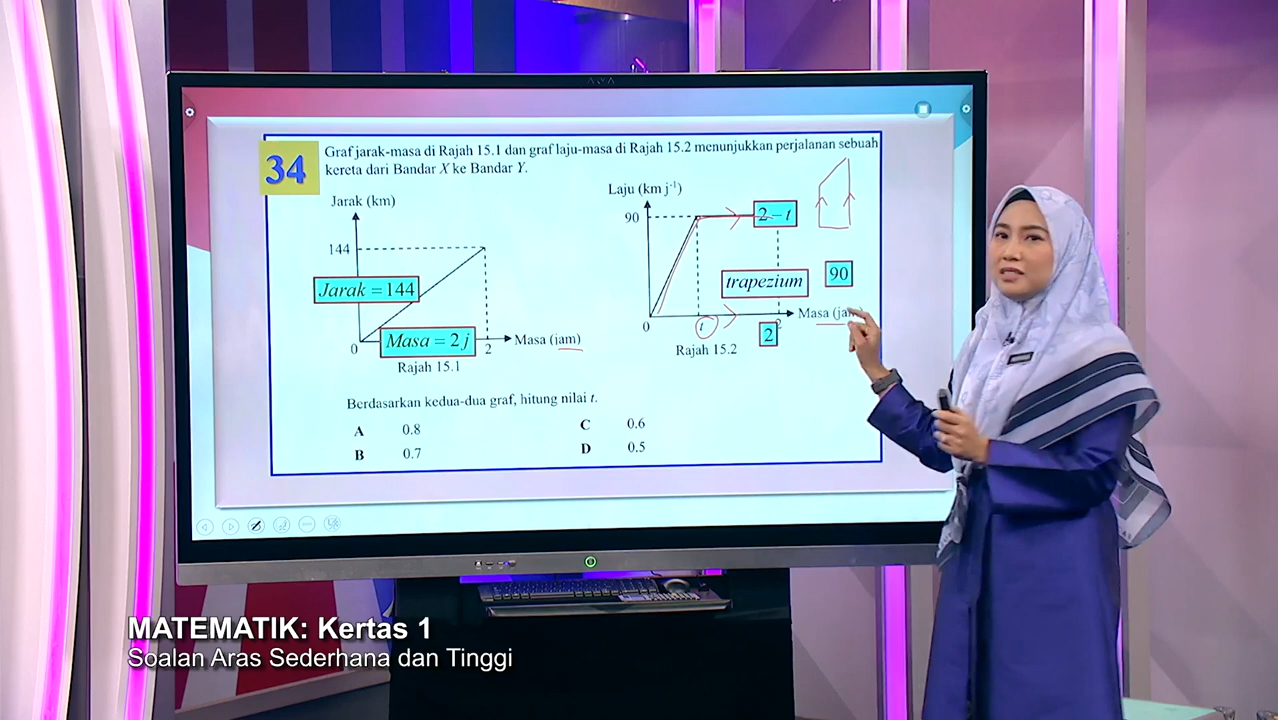 34
Graf jarak-masa di Rajah 15.1 dan graf laju-masa di Rajah 15.2 menunjukkan perjalanan sebuah
kereta dari Bandar X ke Bandar Y.
Jarak (km)
144
Jarak = 144
Masa = 2 j
0
2
Masa (jam)
Rajah 15.1
Laju (km j⁻¹)
90
2 – t
trapezium
90
0
t
2
2
Masa (jam)
Rajah 15.2
Berdasarkan kedua-dua graf, hitung nilai t.
A 0.8
C 0.6
B 0.7
D 0.5
MATEMATIK: Kertas 1
Soalan Aras Sederhana dan Tinggi